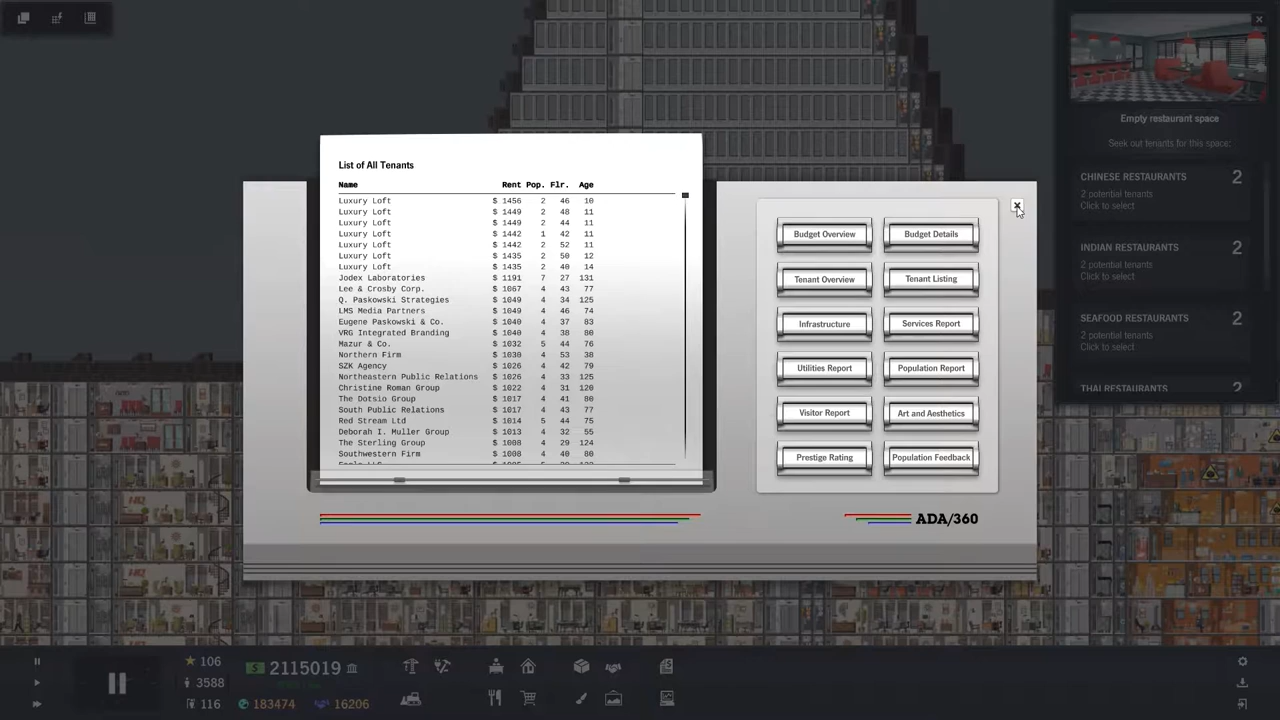 List of All Tenants
Name Rent Pop. Flr. Age
Luxury Loft $ 1456 2 46 10
Luxury Loft $ 1449 2 48 11
Luxury Loft $ 1449 2 44 11
Luxury Loft $ 1442 1 42 11
Luxury Loft $ 1442 2 52 11
Luxury Loft $ 1435 2 50 12
Luxury Loft $ 1435 2 40 14
Jodex Laboratories $ 1191 7 27 131
Lee & Crosby Corp. $ 1067 4 43 77
Q. Paskowski Strategies $ 1049 4 34 125
LMS Media Partners $ 1049 4 46 74
Eugene Paskowski & Co. $ 1040 4 37 83
VRG Integrated Branding $ 1040 4 38 80
Mazur & Co. $ 1032 5 44 76
Northern Firm $ 1030 4 53 38
SZK Agency $ 1026 4 42 79
Northeastern Public Relations $ 1026 4 33 125
Christine Roman Group $ 1022 4 31 120
The Dotsio Group $ 1017 4 41 80
South Public Relations $ 1017 4 43 77
Red Stream Ltd $ 1014 5 44 75
Deborah I. Muller Group $ 1013 4 32 55
The Sterling Group $ 1008 4 29 124
Southwestern Firm $ 1008 4 40 80
Budget Overview
Budget Details
Tenant Overview
Tenant Listing
Infrastructure
Services Report
Utilities Report
Population Report
Visitor Report
Art and Aesthetics
Prestige Rating
Population Feedback
ADA/360
Empty restaurant space
Seek out tenants for this space:
CHINESE RESTAURANTS 2
2 potential tenants
Click to select
INDIAN RESTAURANTS 2
2 potential tenants
Click to select
SEAFOOD RESTAURANTS 2
2 potential tenants
Click to select
THAI RESTAURANTS 2
106
3588
116
2115019
183474
16206